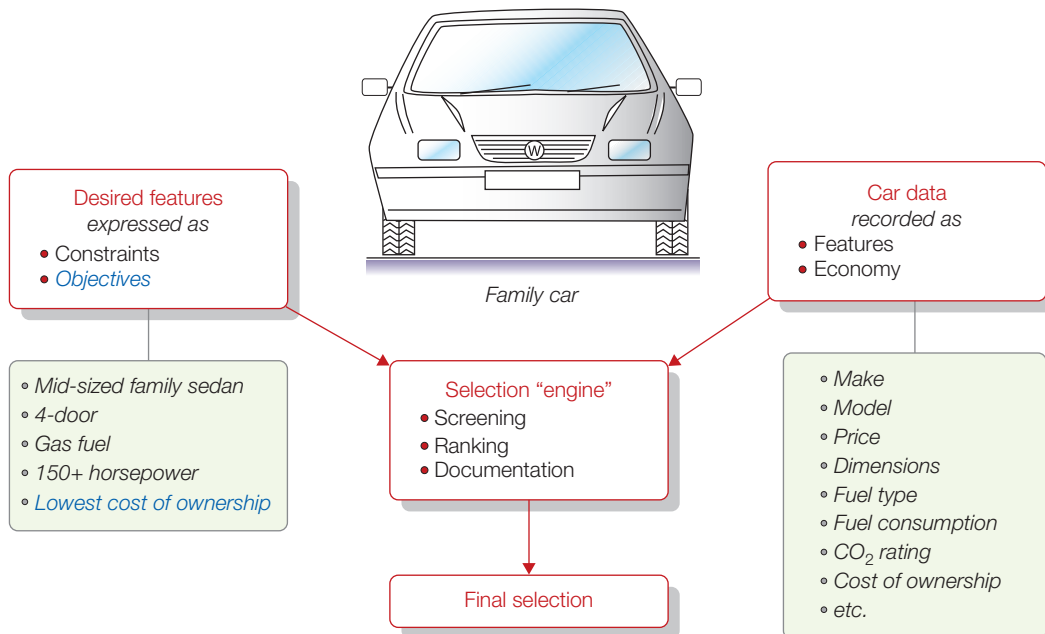 W
Family car
Desired features
expressed as
• Constraints
• Objectives
Mid-sized family sedan
4-door
Gas fuel
150+ horsepower
Lowest cost of ownership
Car data
recorded as
• Features
• Economy
Make
Model
Price
Dimensions
Fuel type
Fuel consumption
CO₂ rating
Cost of ownership
etc.
Selection “engine”
• Screening
• Ranking
• Documentation
Final selection